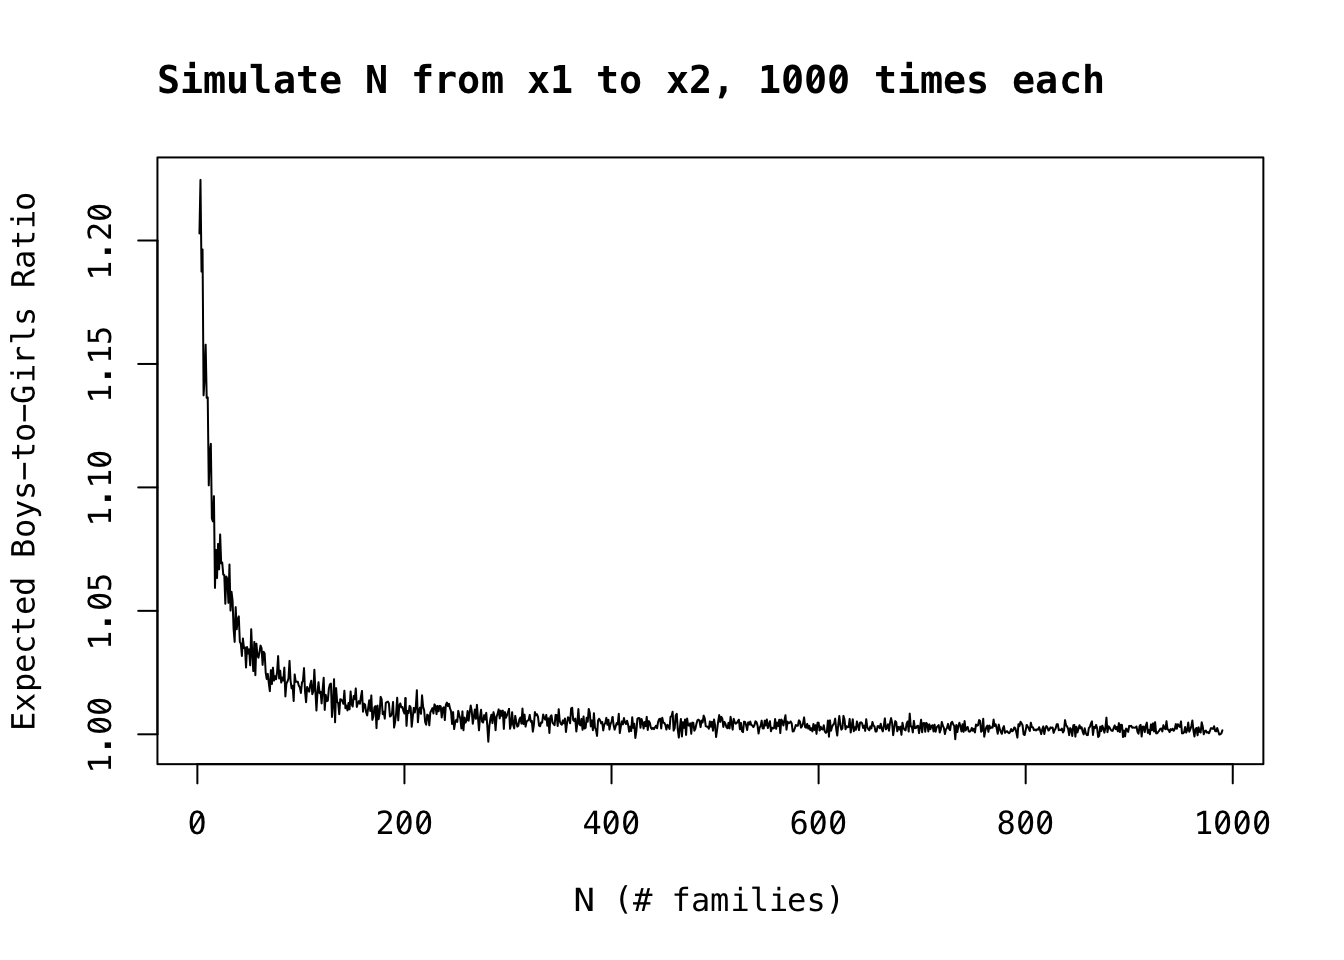 Simulate N from x1 to x2, 1000 times each
Expected Boys-to-Girls Ratio
1.20
1.15
1.10
1.05
1.00
0 200 400 600 800 1000
N (# families)